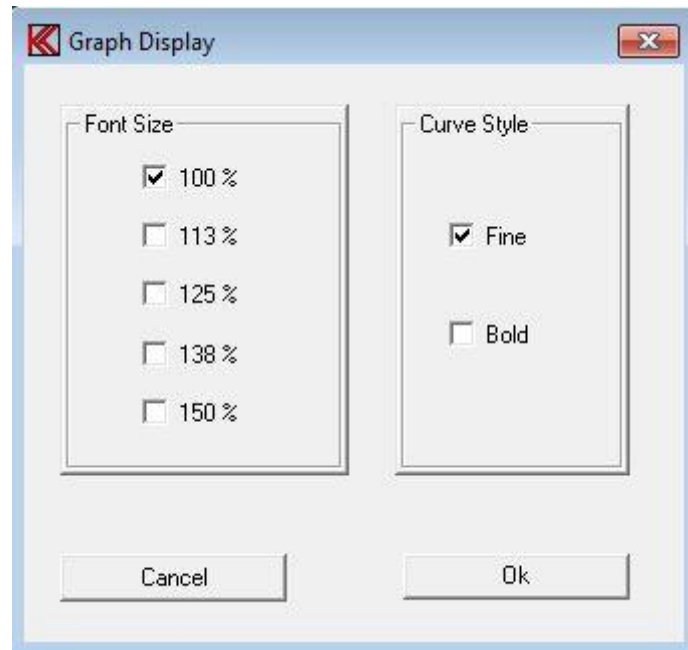 Graph Display
Font Size
100 %
113 %
125 %
138 %
150 %
Curve Style
Fine
Bold
Cancel
Ok